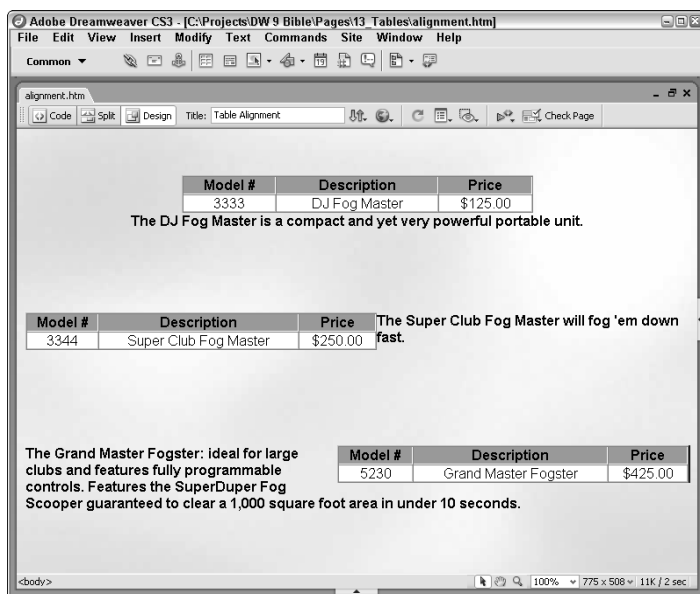 Adobe Dreamweaver CS3 - [C:\Projects\DW 9 Bible\Pages\13_Tables\alignment.htm]
File Edit View Insert Modify Text Commands Site Window Help
Common
alignment.htm
Code Split Design Title: Table Alignment Check Page
Model # Description Price
3333 DJ Fog Master $125.00
The DJ Fog Master is a compact and yet very powerful portable unit.
Model # Description Price
3344 Super Club Fog Master $250.00
The Super Club Fog Master will fog 'em down
fast.
The Grand Master Fogster: ideal for large
clubs and features fully programmable
controls. Features the SuperDuper Fog
Scooper guaranteed to clear a 1,000 square foot area in under 10 seconds.
Model # Description Price
5230 Grand Master Fogster $425.00
<body> 100% 775 x 508 11K / 2 sec